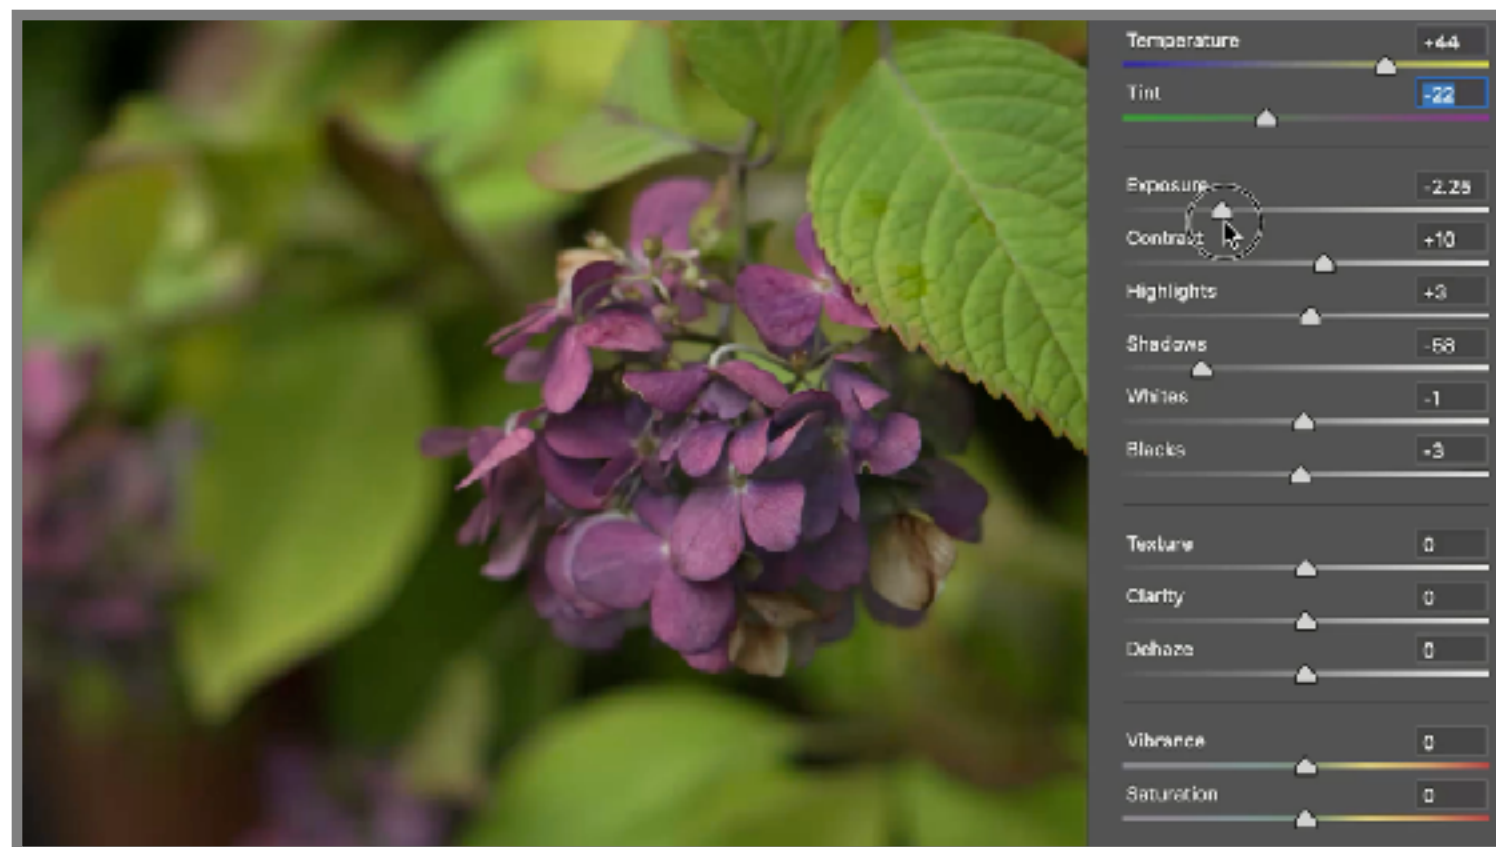 Temperature +44
Tint -22
Exposure -2.25
Contrast +10
Highlights +3
Shadows -58
Whites -1
Blacks -3
Texture 0
Clarity 0
Dehaze 0
Vibrance 0
Saturation 0